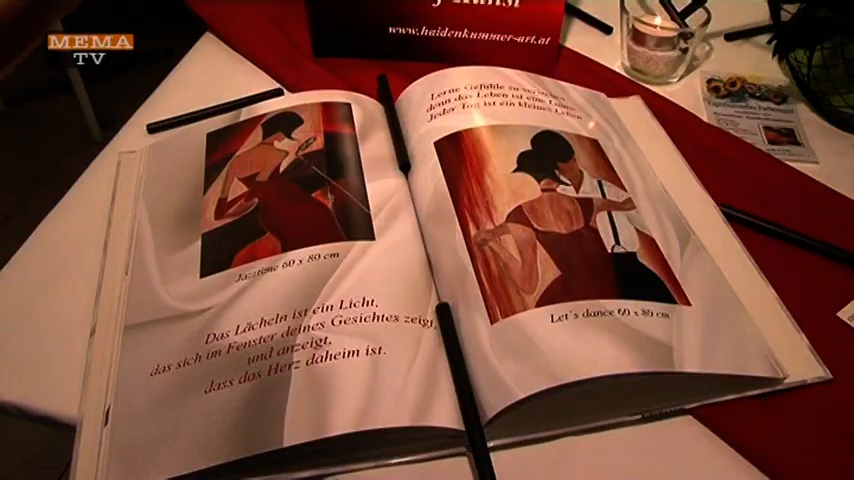 MEMA
TV
www.haidenkummer-art.at
Lerne Gefühle zu verstehen
denn das Leben ist eine Laune
Jeder Tag ist ein kleines Leben
Jazztime 60 x 80 cm
Let's dance 60 x 80 cm
Das Lächeln ist ein Licht,
das sich im Fenster deines Gesichtes zeigt,
und anzeigt,
dass das Herz daheim ist.